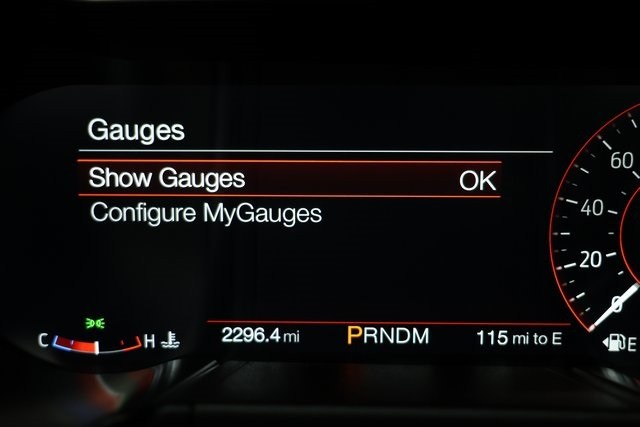 Gauges
Show Gauges OK
Configure MyGauges
60
40
20
0
C H
2296.4 mi PRNDM 115 mi to E
E